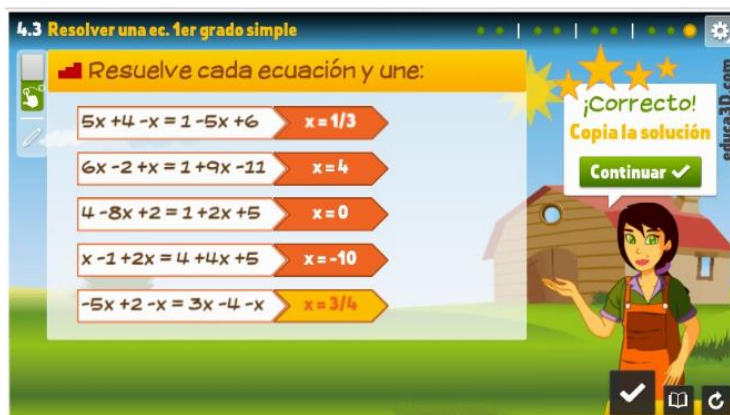 4.3 Resolver una ec. 1er grado simple
Resuelve cada ecuación y une:
5x +4 -x = 1 -5x +6 x = 1/3
6x -2 +x = 1 +9x -11 x = 4
4 -8x +2 = 1 +2x +5 x = 0
x -1 +2x = 4 +4x +5 x = -10
-5x +2 -x = 3x -4 -x x = 3/4
¡Correcto!
Copia la solución
Continuar
educa3D.com